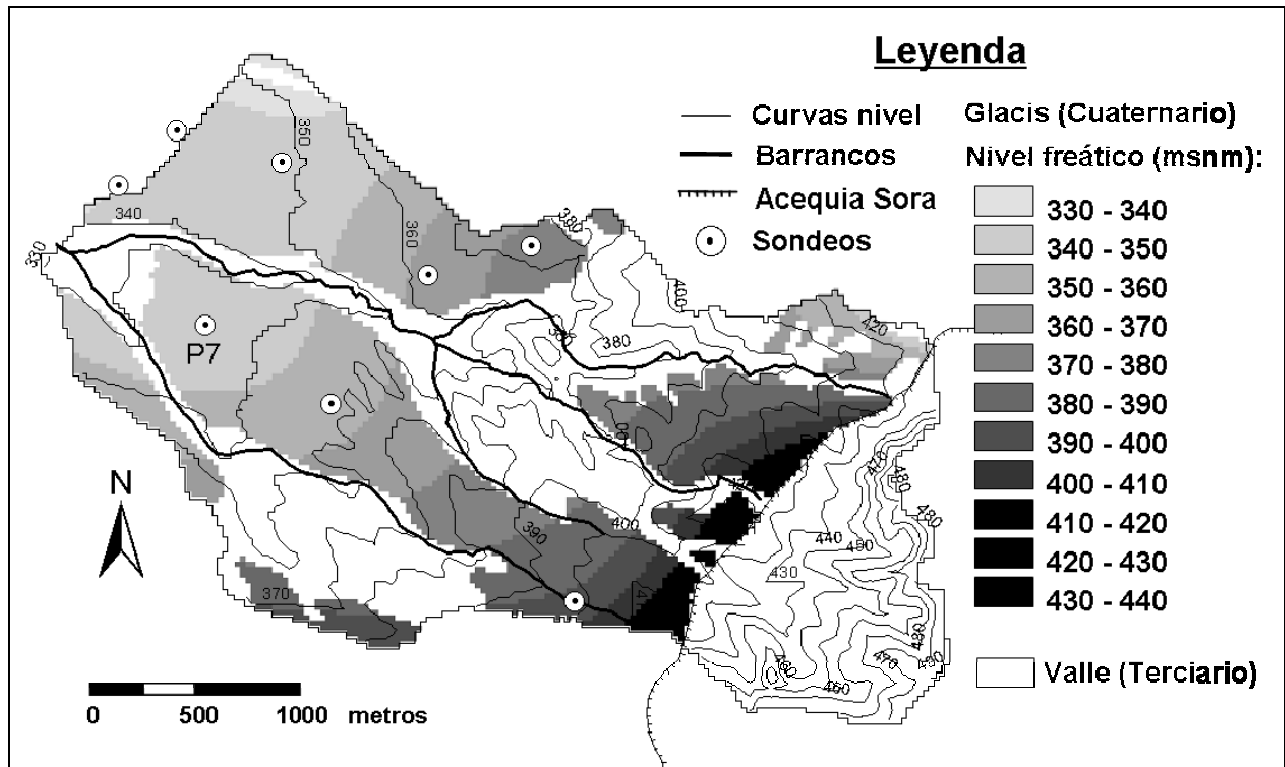 Leyenda
Curvas nivel
Barrancos
Acequia Sora
Sondeos
Glacis (Cuaternario)
Nivel freático (msnm):
330 - 340
340 - 350
350 - 360
360 - 370
370 - 380
380 - 390
390 - 400
400 - 410
410 - 420
420 - 430
430 - 440
Valle (Terciario)
350
340
330
360
380
400
420
380
P7
N
400
390
370
410
480
480
440
450
430
480
470
460
460
0 500 1000 metros